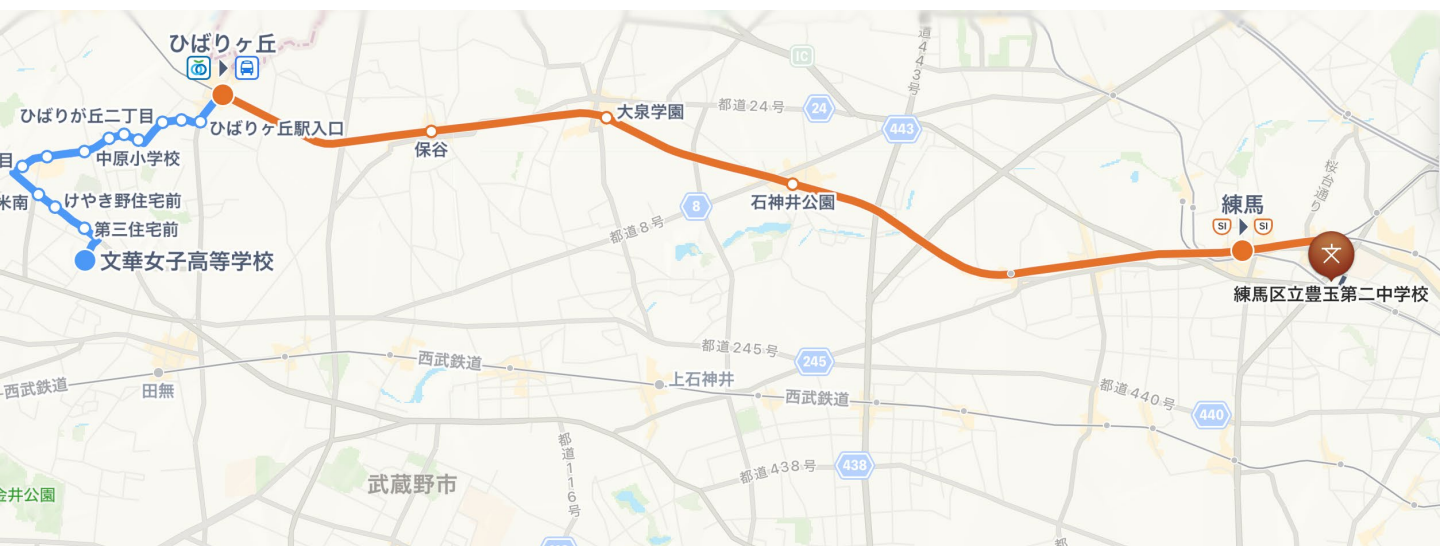 ひばりヶ丘
ひばりが丘二丁目
ひばりヶ丘駅入口
中原小学校
目
米南
けやき野住宅前
第三住宅前
文華女子高等学校
保谷
大泉学園
都道24号
24
IC
道443号
443
石神井公園
8
都道8号
練馬
SI
SI
桜台通り
練馬区立豊玉第二中学校
西武鉄道
田無
西武鉄道
上石神井
都道245号
245
西武鉄道
都道440号
440
都道438号
438
都道116号
武蔵野市
金井公園
都